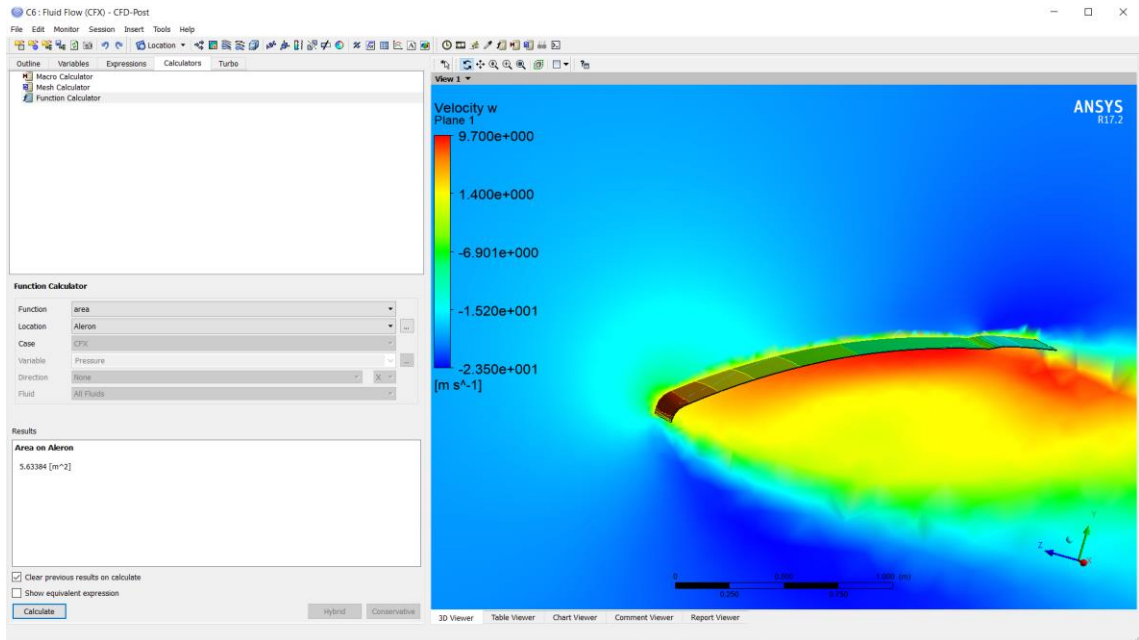 C6 : Fluid Flow (CFX) - CFD-Post
File Edit Monitor Session Insert Tools Help
Location
Outline Variables Expressions Calculators Turbo
Macro Calculator
Mesh Calculator
Function Calculator
Function Calculator
Function area
Location Aleron
...
Case CFX
Variable Pressure
...
Direction None X
Fluid All Fluids
Results
Area on Aleron
5.63384 [m^2]
Clear previous results on calculate
Show equivalent expression
Calculate Hybrid Conservative
View 1
Velocity w
Plane 1
9.700e+000
1.400e+000
-6.901e+000
-1.520e+001
-2.350e+001
[m s^-1]
ANSYS
R17.2
Y
Z
0 0.500 1.000 (m)
0.250 0.750
3D Viewer Table Viewer Chart Viewer Comment Viewer Report Viewer